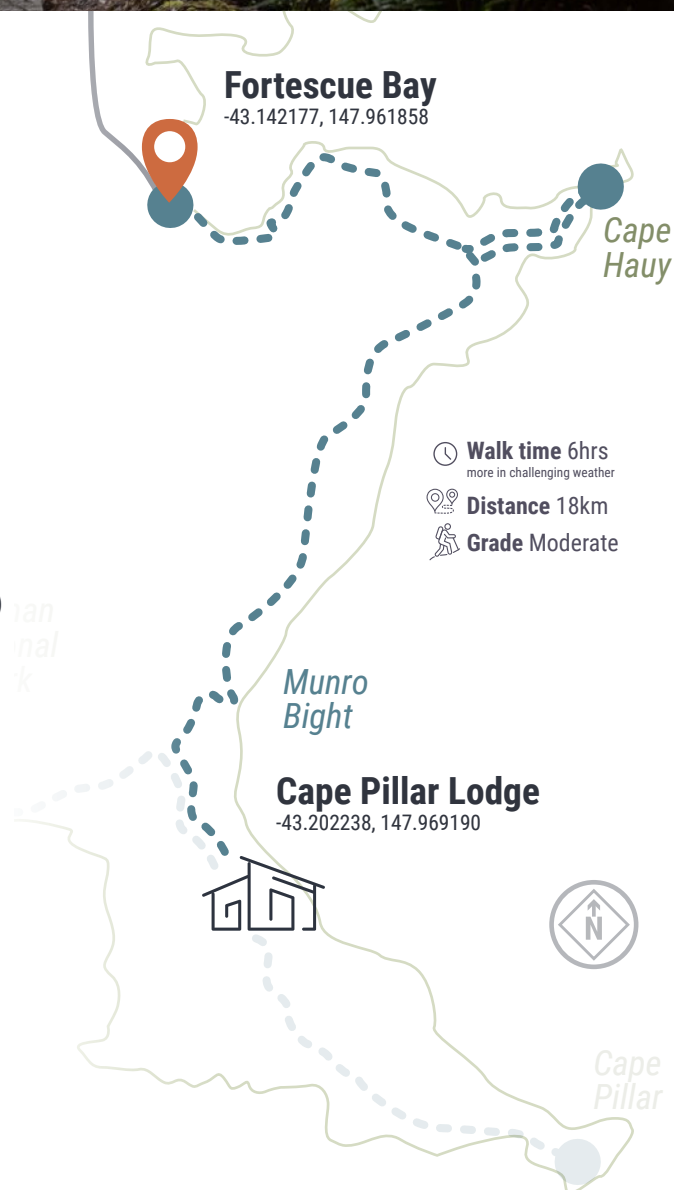 Fortescue Bay
-43.142177, 147.961858
Cape
Hauy
Walk time 6hrs
more in challenging weather
Distance 18km
Grade Moderate
Munro
Bight
Cape Pillar Lodge
-43.202238, 147.969190
N
Cape
Pillar